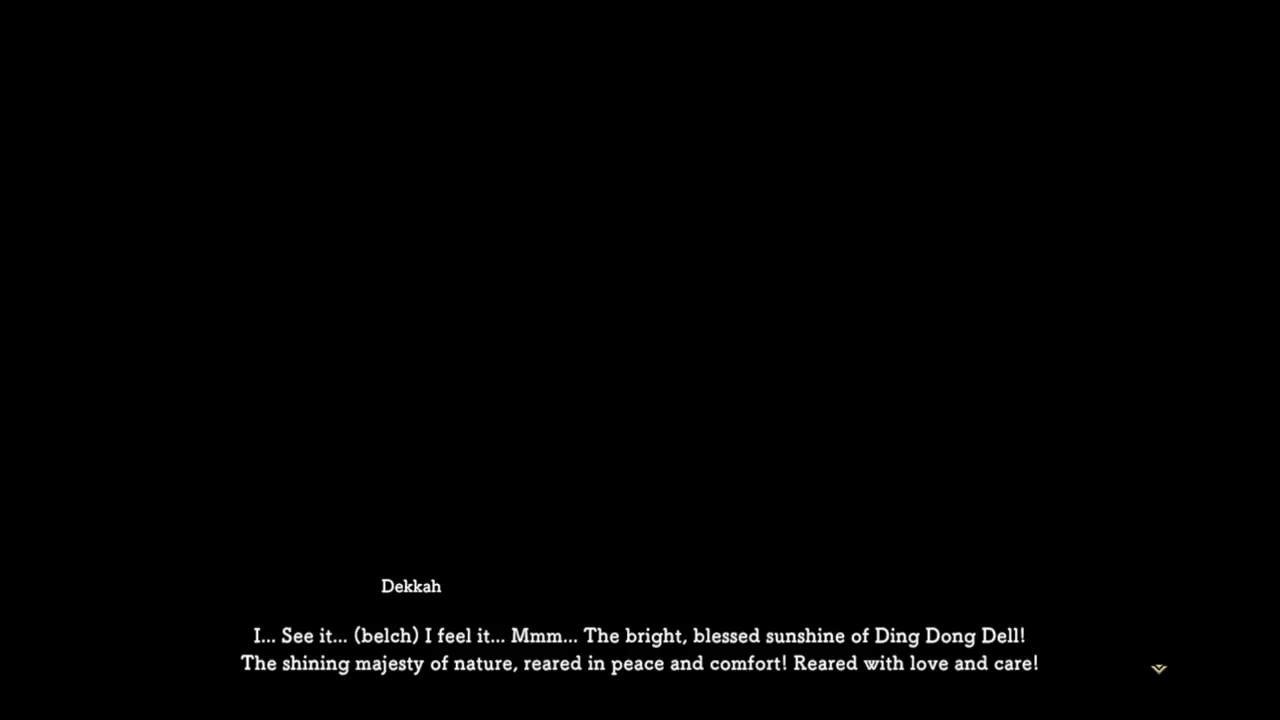 Dekkah
I... See it... (belch) I feel it... Mmm... The bright, blessed sunshine of Ding Dong Dell!
The shining majesty of nature, reared in peace and comfort! Reared with love and care!